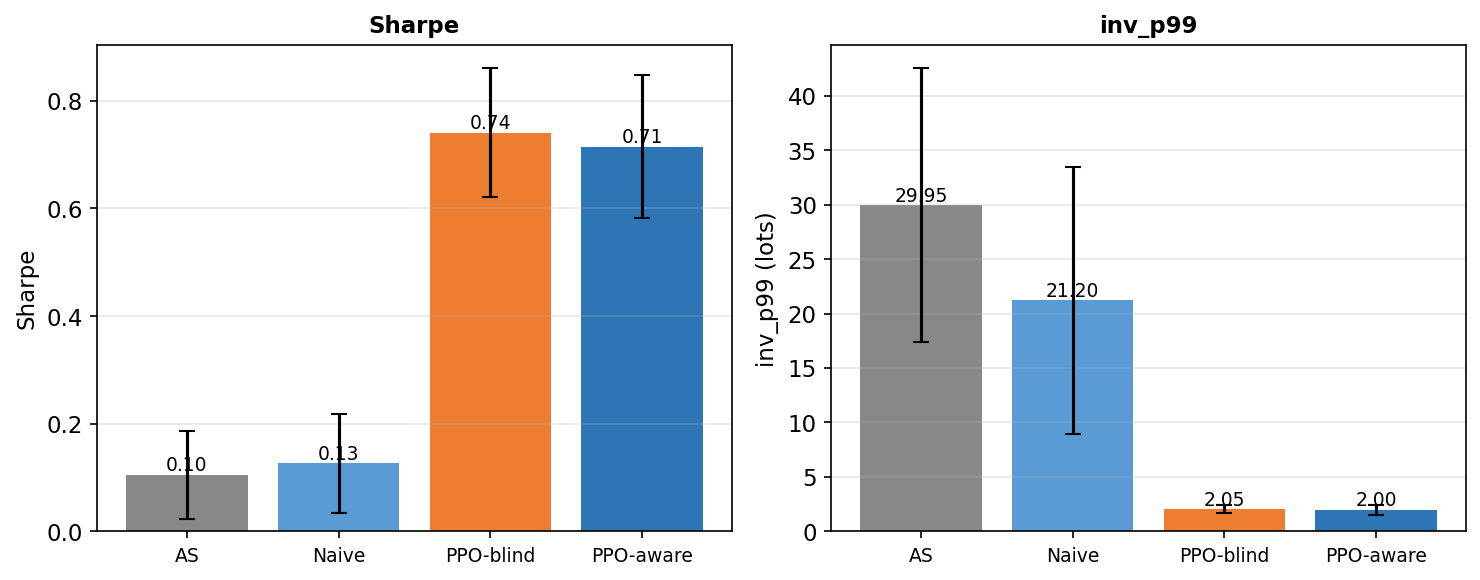 Sharpe
Sharpe
0.8
0.6
0.4
0.2
0.0
0.10
0.13
0.74
0.71
AS
Naive
PPO-blind
PPO-aware
inv_p99
inv_p99 (lots)
40
35
30
25
20
15
10
5
0
29.95
21.20
2.05
2.00
AS
Naive
PPO-blind
PPO-aware